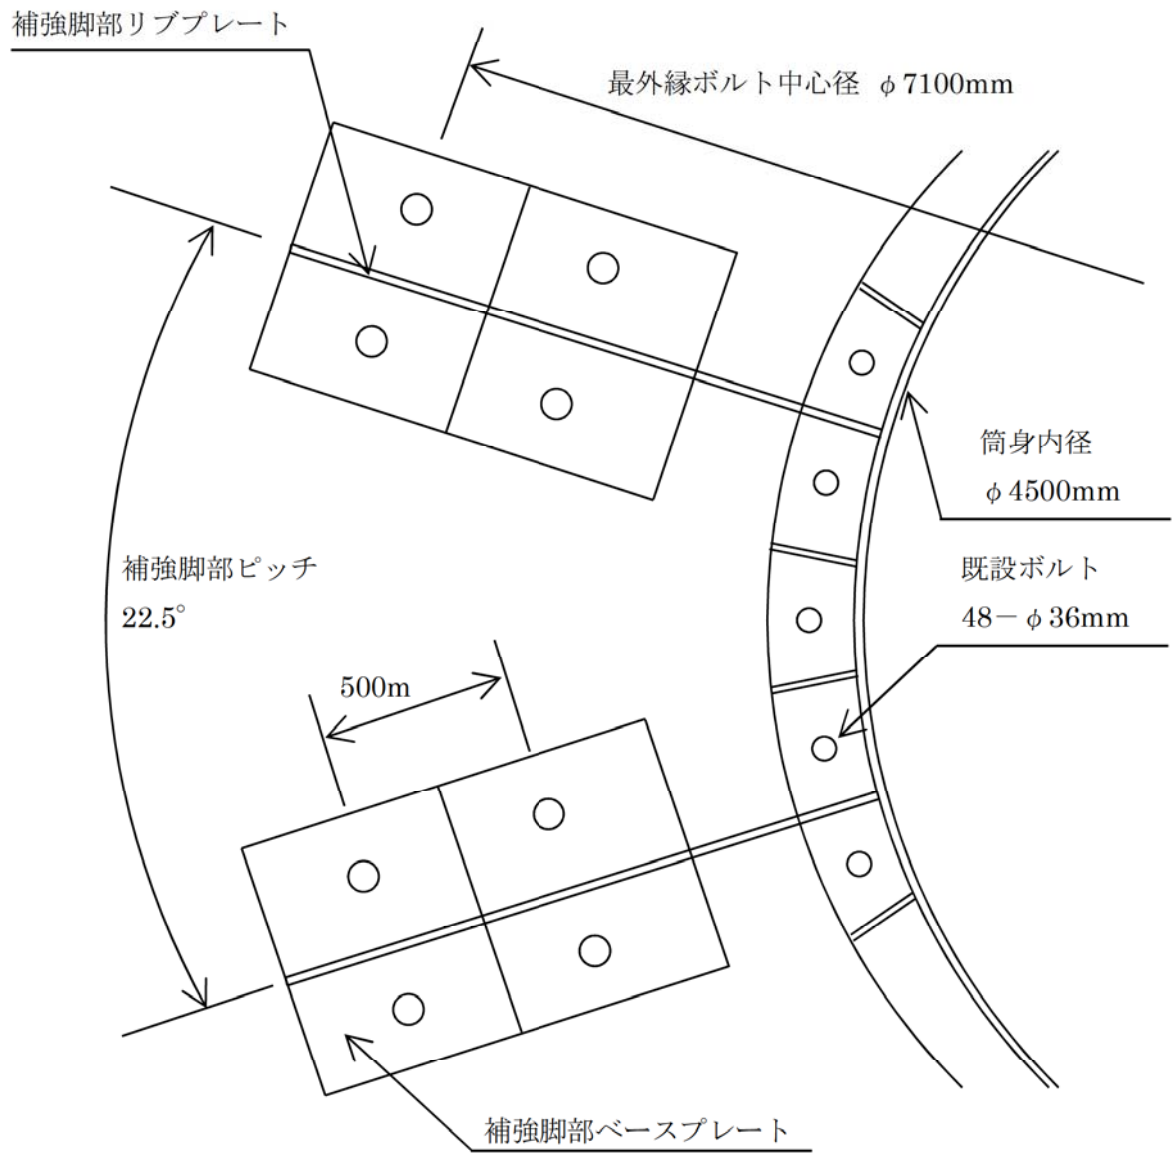 補強脚部リブプレート
最外縁ボルト中心径 φ7100mm
筒身内径
φ4500mm
補強脚部ピッチ
22.5°
既設ボルト
48－φ36mm
500m
補強脚部ベースプレート